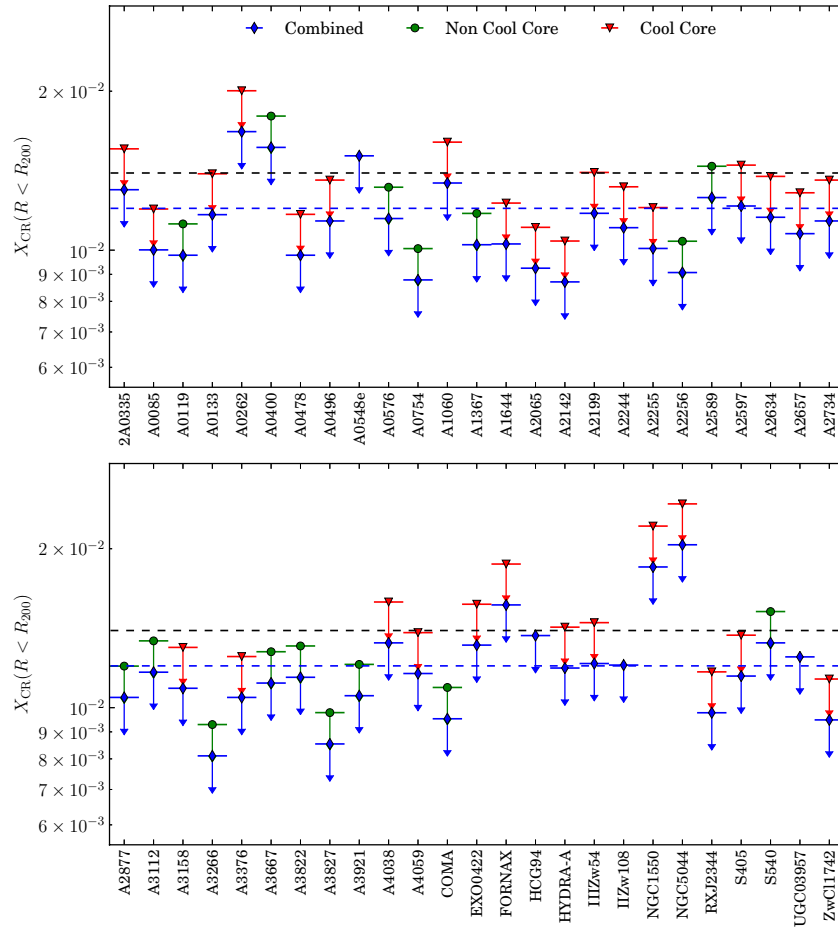 Combined Non Cool Core Cool Core
X_CR(R < R_200)
2 × 10^−2
10^−2
9 × 10^−3
8 × 10^−3
7 × 10^−3
6 × 10^−3
2A0335 A0085 A0119 A0133 A0262 A0400 A0478 A0496 A0548e A0576 A0754 A1060 A1367 A1644 A2065 A2142 A2199 A2244 A2255 A2256 A2589 A2597 A2634 A2657 A2734
X_CR(R < R_200)
2 × 10^−2
10^−2
9 × 10^−3
8 × 10^−3
7 × 10^−3
6 × 10^−3
A2877 A3112 A3158 A3266 A3376 A3667 A3822 A3827 A3921 A4038 A4059 COMA EXO0422 FORNAX HCG94 HYDRA-A IIIZw54 IIZw108 NGC1550 NGC5044 RXJ2344 S405 S540 UGC03957 ZwCl1742